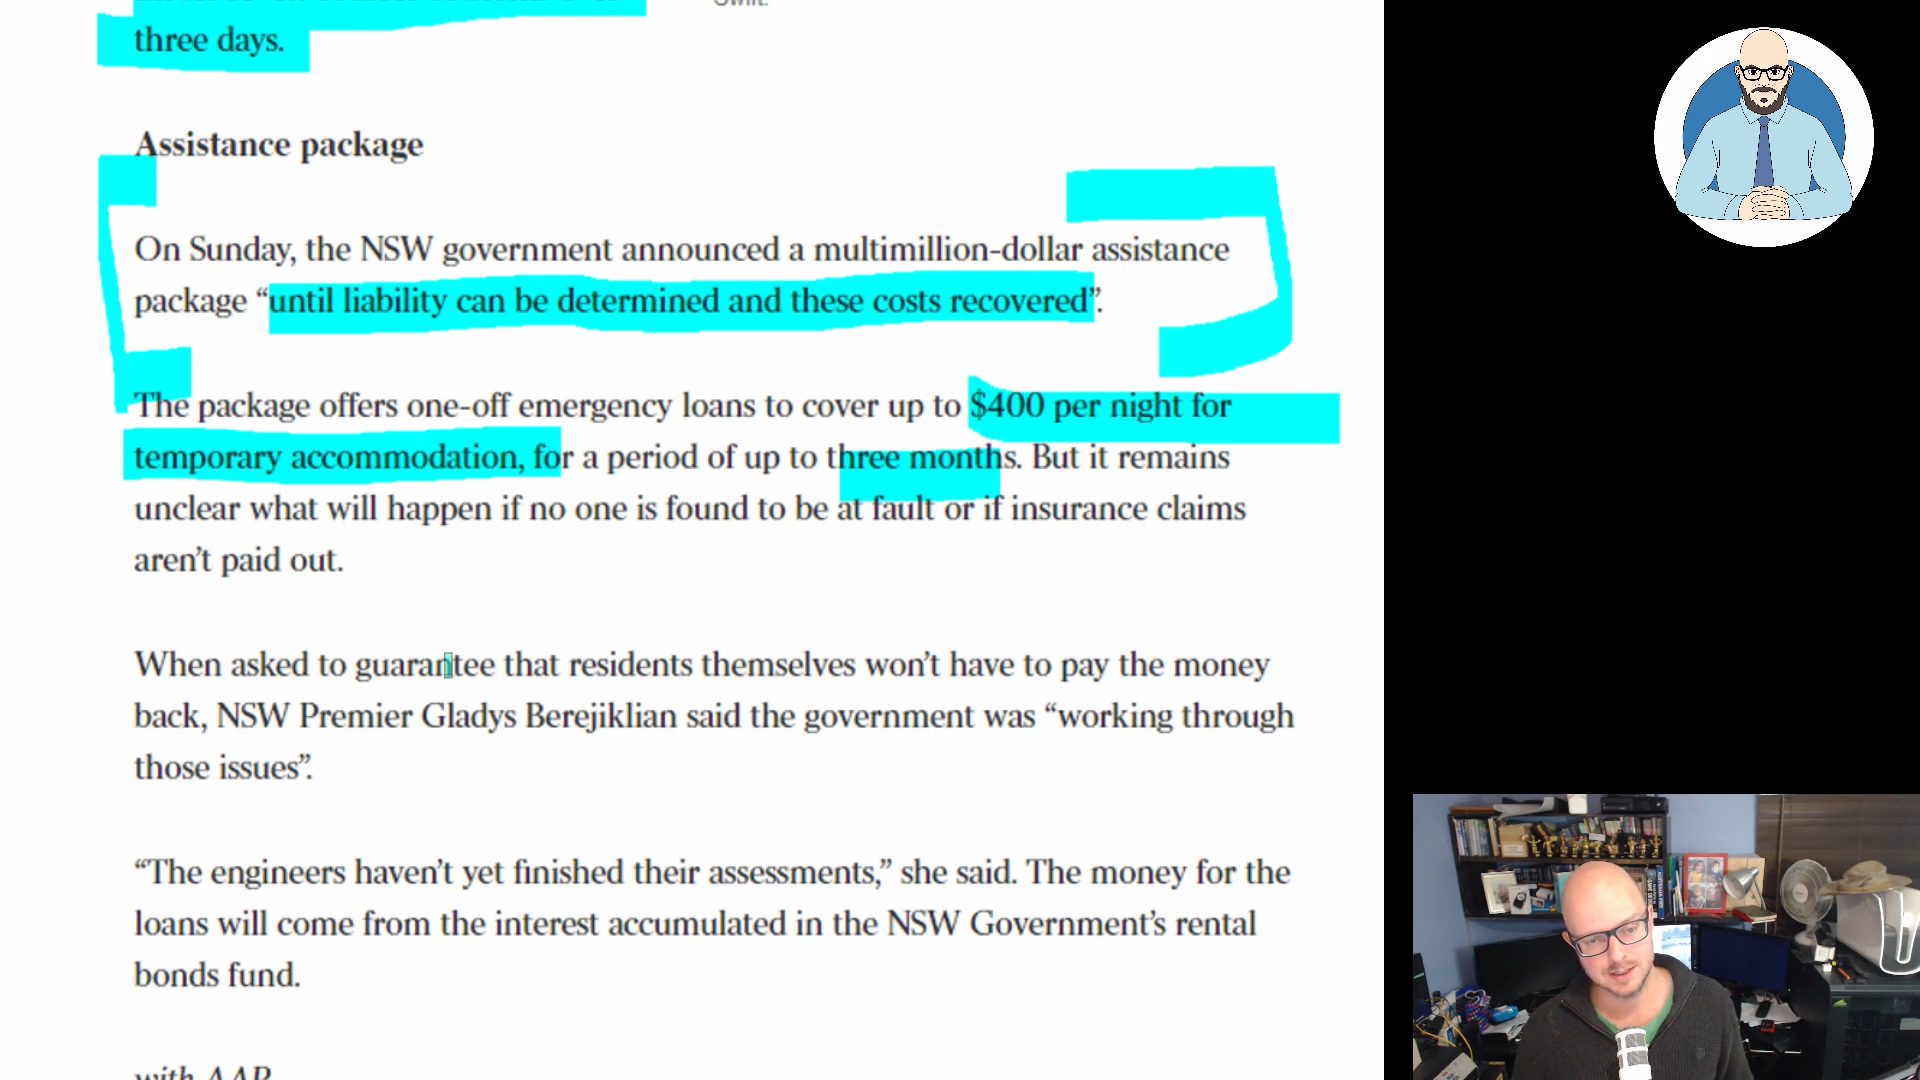 three days.
Assistance package
On Sunday, the NSW government announced a multimillion-dollar assistance
package “until liability can be determined and these costs recovered”.
The package offers one-off emergency loans to cover up to $400 per night for
temporary accommodation, for a period of up to three months. But it remains
unclear what will happen if no one is found to be at fault or if insurance claims
aren’t paid out.
When asked to guarantee that residents themselves won’t have to pay the money
back, NSW Premier Gladys Berejiklian said the government was “working through
those issues”.
“The engineers haven’t yet finished their assessments,” she said. The money for the
loans will come from the interest accumulated in the NSW Government’s rental
bonds fund.
with AAP